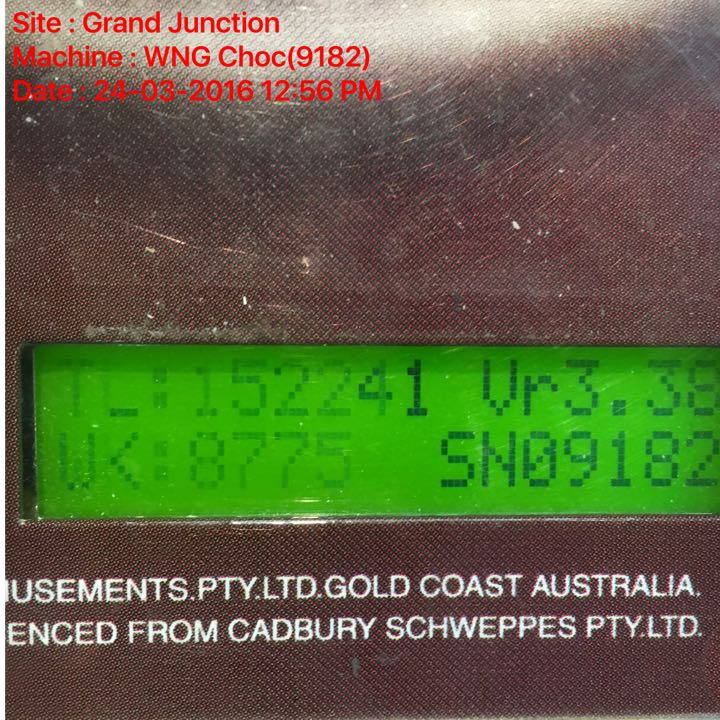 Site : Grand Junction
Machine : WNG Choc(9182)
Date : 24-03-2016 12:56 PM
TL:152241 Vr3.38
WK:8775 SN09182
USEMENTS.PTY.LTD.GOLD COAST AUSTRALIA.
ENCED FROM CADBURY SCHWEPPES PTY.LTD.